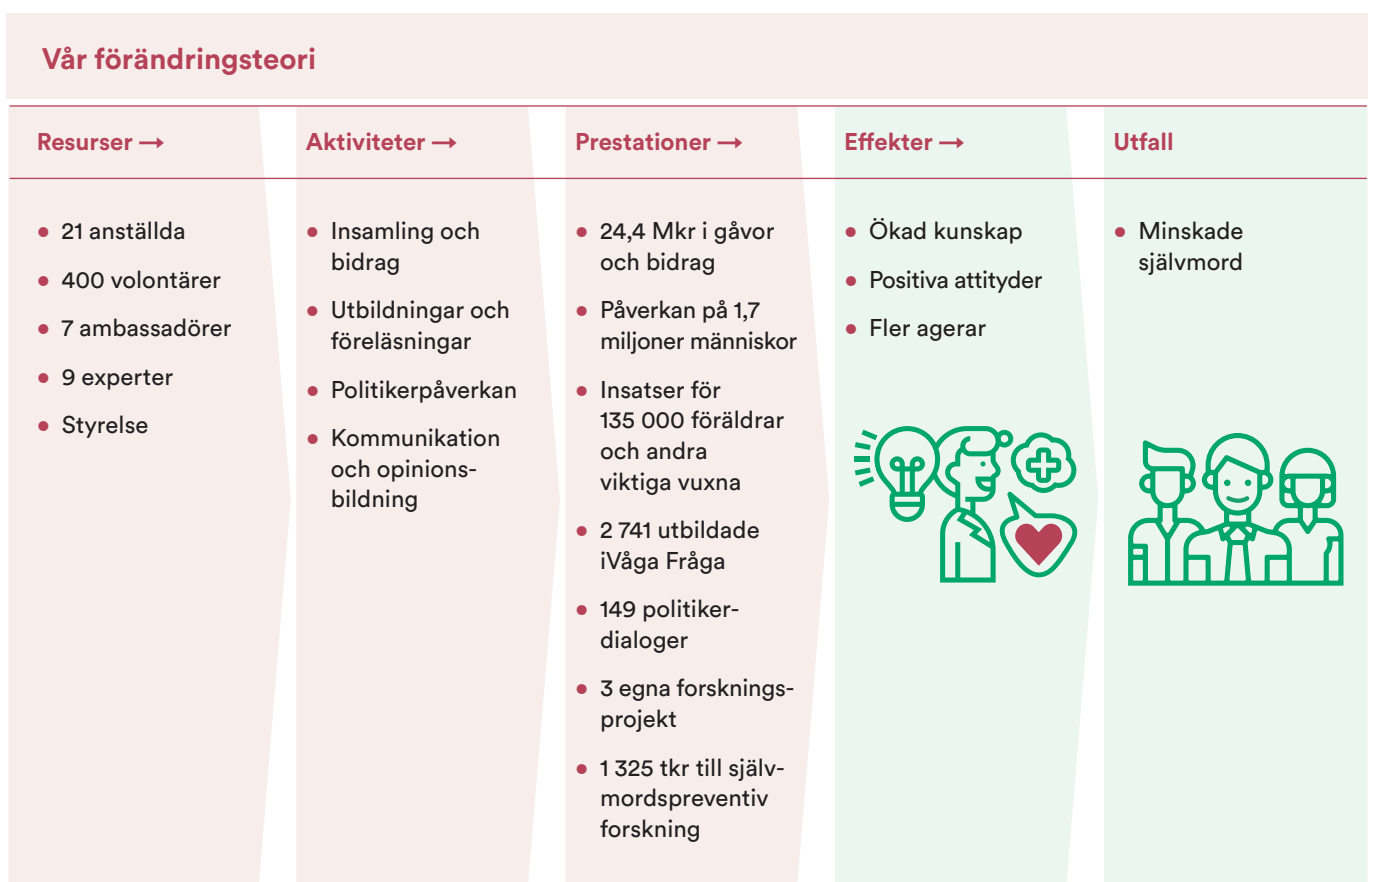 Vår förändringsteori
Resurser →
21 anställda
400 volontärer
7 ambassadörer
9 experter
Styrelse
Aktiviteter →
Insamling och
bidrag
Utbildningar och
föreläsningar
Politikerpåverkan
Kommunikation
och opinions-
bildning
Prestationer →
24,4 Mkr i gåvor
och bidrag
Påverkan på 1,7
miljoner människor
Insatser för
135 000 föräldrar
och andra
viktiga vuxna
2 741 utbildade
iVåga Fråga
149 politiker-
dialoger
3 egna forsknings-
projekt
1 325 tkr till själv-
mordspreventiv
forskning
Effekter →
Ökad kunskap
Positiva attityder
Fler agerar
Utfall
Minskade
självmord